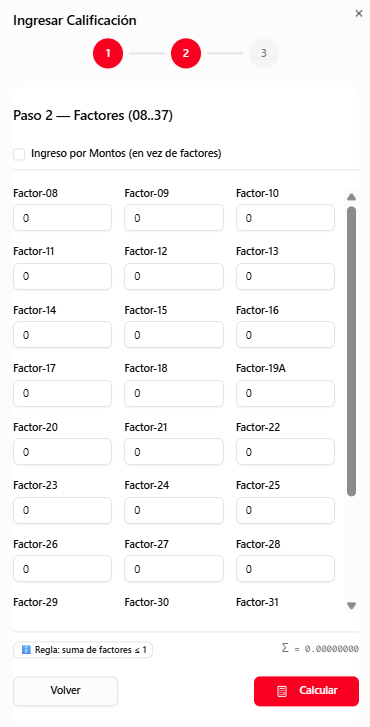 Ingresar Calificación
×
1 2 3
Paso 2 — Factores (08..37)
Ingreso por Montos (en vez de factores)
Factor-08 Factor-09 Factor-10
0 0 0
Factor-11 Factor-12 Factor-13
0 0 0
Factor-14 Factor-15 Factor-16
0 0 0
Factor-17 Factor-18 Factor-19A
0 0 0
Factor-20 Factor-21 Factor-22
0 0 0
Factor-23 Factor-24 Factor-25
0 0 0
Factor-26 Factor-27 Factor-28
0 0 0
Factor-29 Factor-30 Factor-31
ℹ️ Regla: suma de factores ≤ 1 Σ = 0.00000000
Volver Calcular